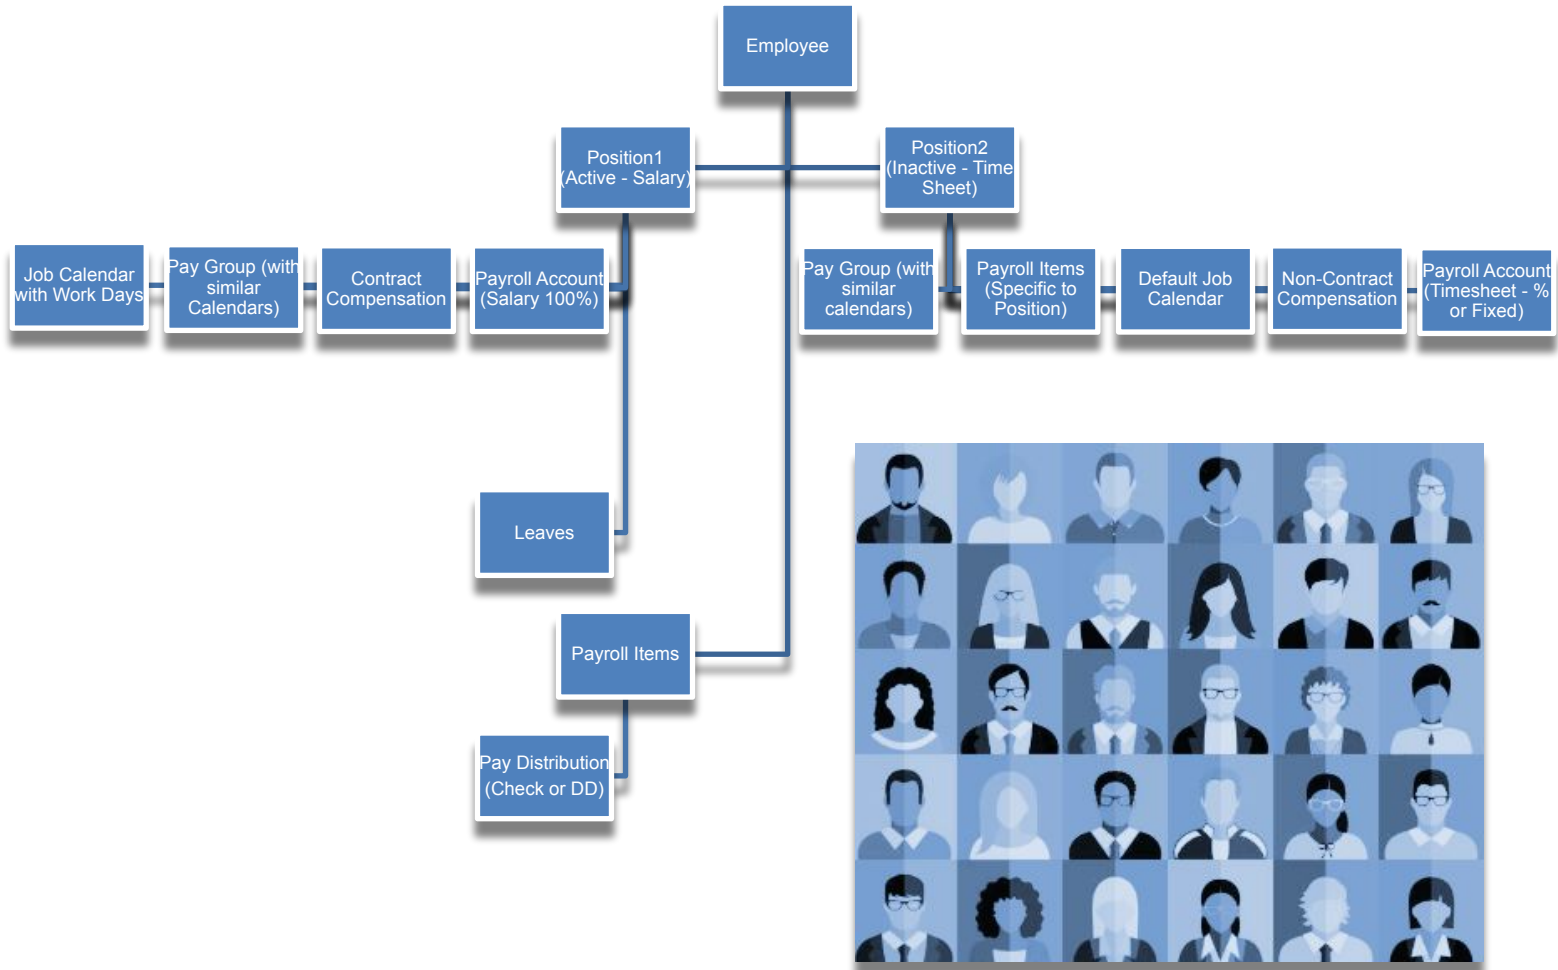 Employee
Position1
(Active - Salary)
Position2
(Inactive - Time
Sheet)
Job Calendar
with Work Days
Pay Group (with
similar
Calendars)
Contract
Compensation
Payroll Account
(Salary 100%)
Pay Group (with
similar
calendars)
Payroll Items
(Specific to
Position)
Default Job
Calendar
Non-Contract
Compensation
Payroll Account
(Timesheet - %
or Fixed)
Leaves
Payroll Items
Pay Distribution
(Check or DD)